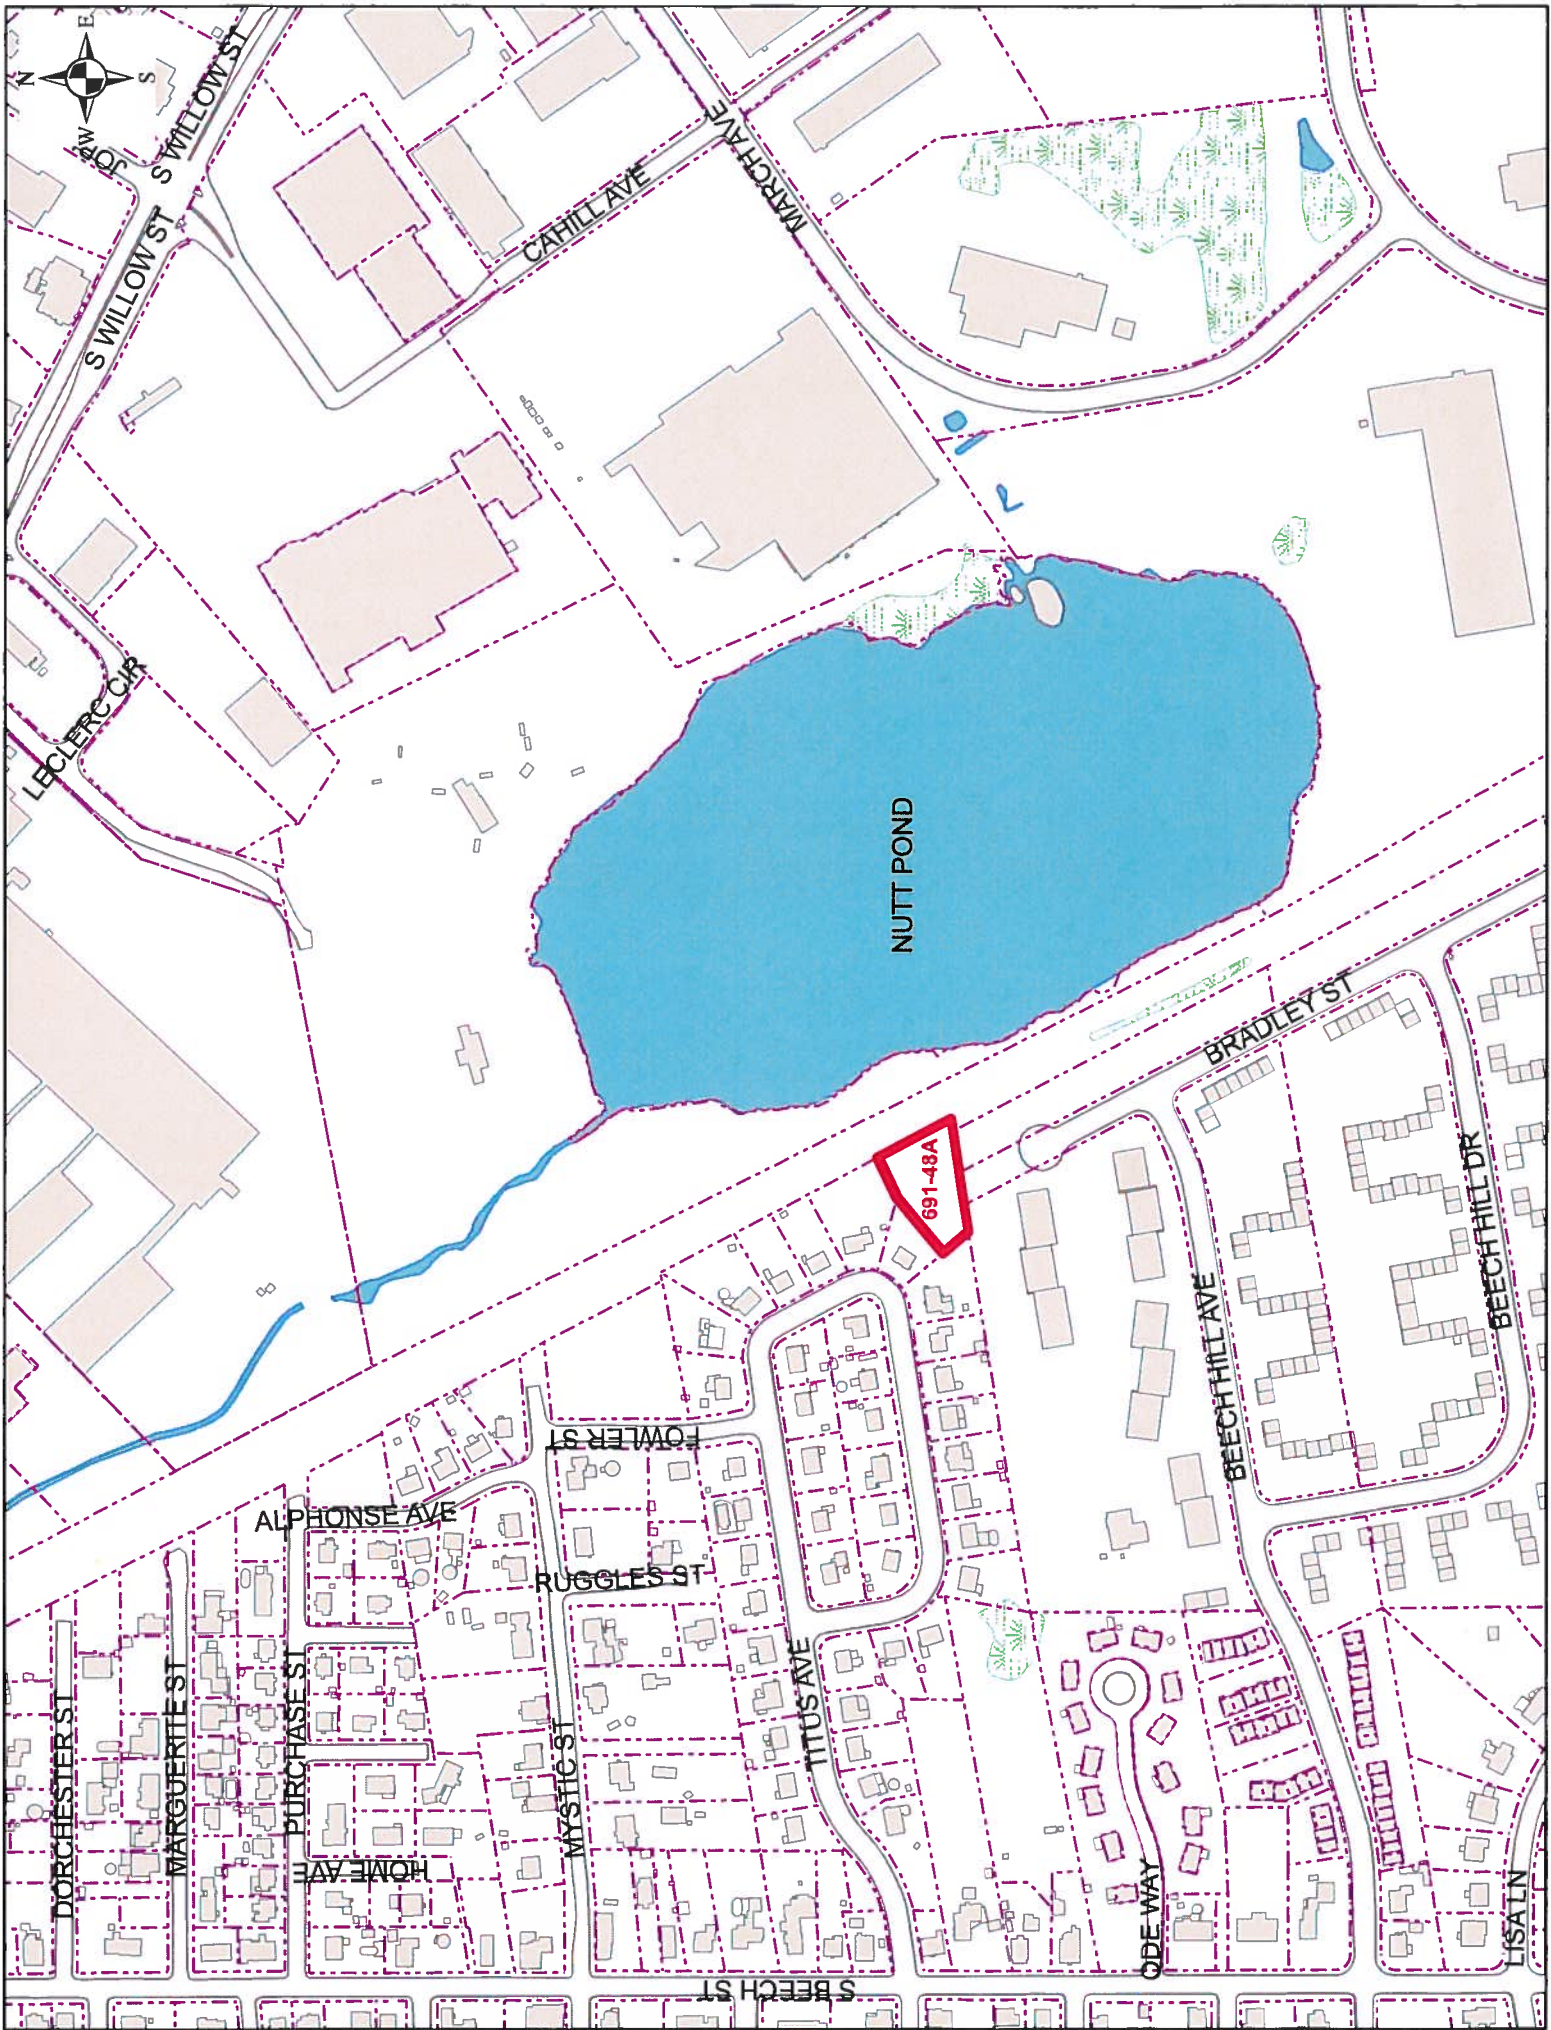 N
E
S
W
S WILLOW ST
S WILLOW ST
CAHILL AVE
MARCH AVE
LECLERC CIR
NUTT POND
691-48A
BRADLEY ST
BEECH HILL AVE
BEECH HILL DR
FOWLER ST
ALPHONSE AVE
RUGGLES ST
DORCHESTER ST
MARGUERITE ST
PURCHASE ST
HOME AVE
MYSTIC ST
TITUS AVE
S BEECH ST
ODE WAY
LISA LN